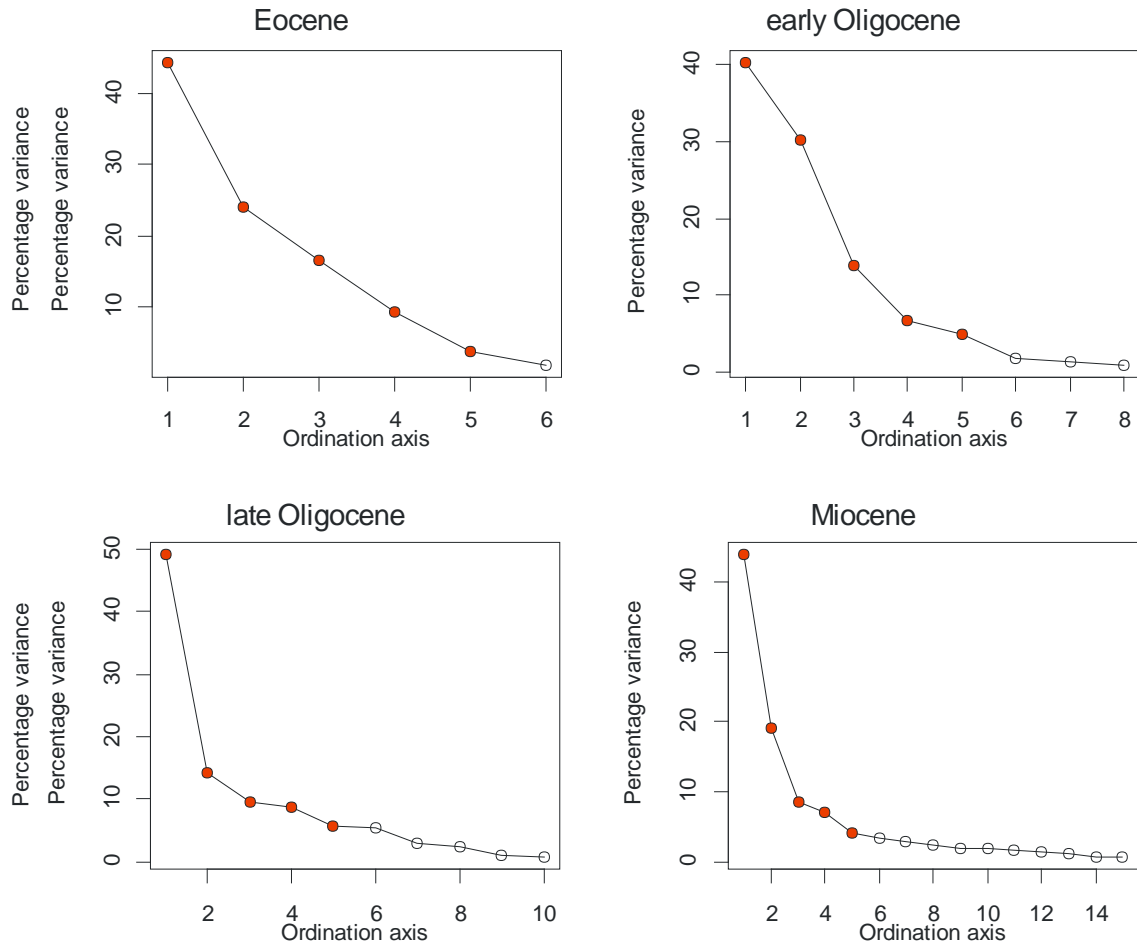 Eocene
Percentage variance
Percentage variance
40
30
20
10
1 2 3 4 5 6
Ordination axis
early Oligocene
Percentage variance
40
30
20
10
0
1 2 3 4 5 6 7 8
Ordination axis
late Oligocene
Percentage variance
Percentage variance
50
40
30
20
10
0
2 4 6 8 10
Ordination axis
Miocene
Percentage variance
40
30
20
10
0
2 4 6 8 10 12 14
Ordination axis